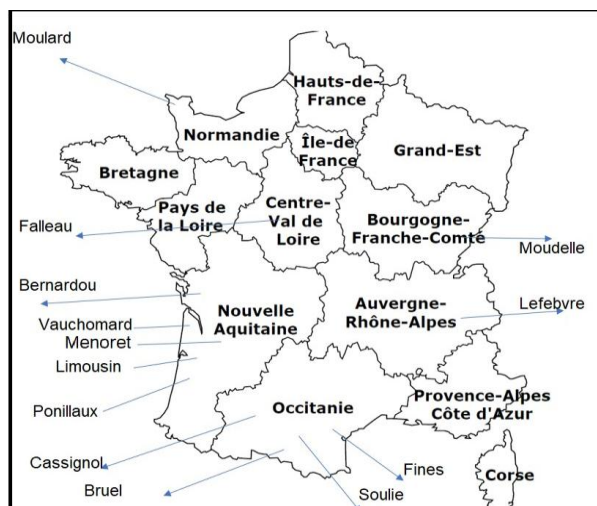 Moulard
Hauts-de-
France
Normandie
Île-de
France
Grand-Est
Bretagne
Pays de
la Loire
Centre-
Val de
Loire
Bourgogne-
Franche-Comté
Falleau
Moudelle
Bernardou
Nouvelle
Aquitaine
Auvergne-
Rhône-Alpes
Lefebvre
Vauchomard
Menoret
Limousin
Ponillaux
Occitanie
Provence-Alpes
Côte d'Azur
Cassignol
Bruel
Fines
Soulie
Corse